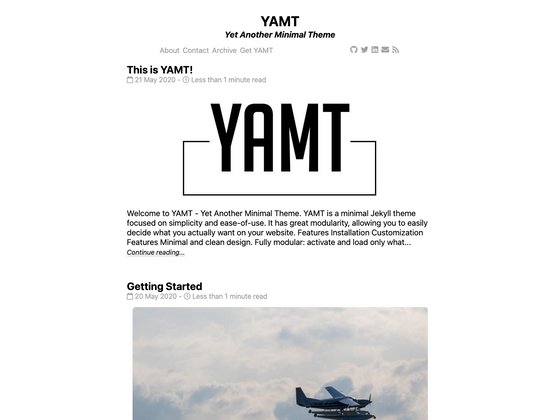 YAMT
Yet Another Minimal Theme
About Contact Archive Get YAMT
This is YAMT!
21 May 2020 - Less than 1 minute read
YAMT
Welcome to YAMT - Yet Another Minimal Theme. YAMT is a minimal Jekyll theme
focused on simplicity and ease-of-use. It has great modularity, allowing you to easily
decide what you actually want on your website. Features Installation Customization
Features Minimal and clean design. Fully modular: activate and load only what...
Continue reading...
Getting Started
20 May 2020 - Less than 1 minute read